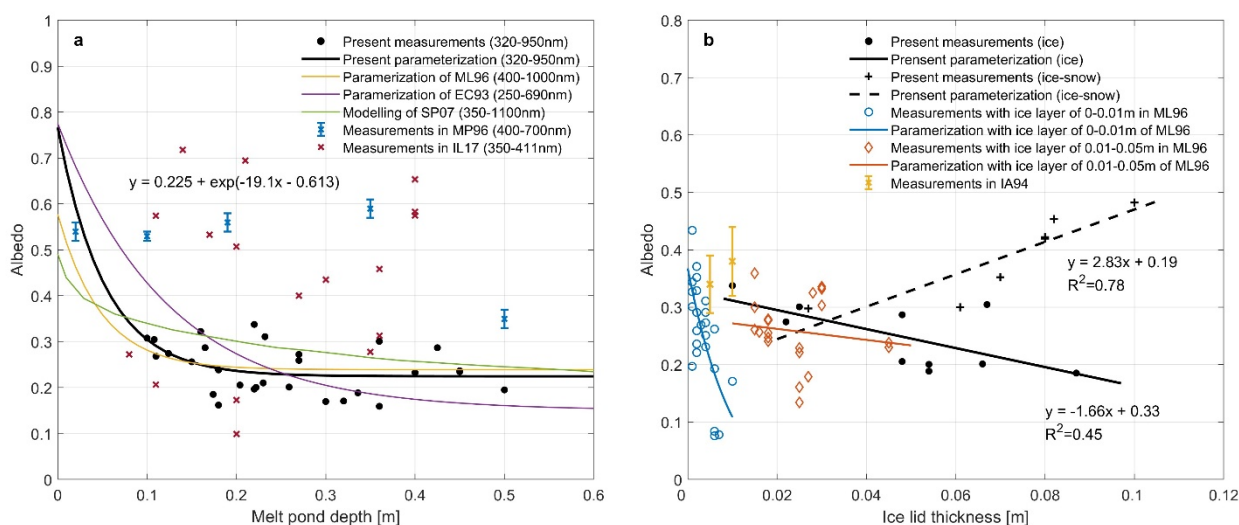 a
Present measurements (320-950nm)
Present parameterization (320-950nm)
Paramerization of ML96 (400-1000nm)
Paramerization of EC93 (250-690nm)
Modelling of SP07 (350-1100nm)
Measurements in MP96 (400-700nm)
Measurements in IL17 (350-411nm)
y = 0.225 + exp(-19.1x - 0.613)
1
0.9
0.8
0.7
0.6
0.5
0.4
0.3
0.2
0.1
0
Albedo
0 0.1 0.2 0.3 0.4 0.5 0.6
Melt pond depth [m]
b
Present measurements (ice)
Prensent parameterization (ice)
Present measurements (ice-snow)
Prensent parameterization (ice-snow)
Measurements with ice layer of 0-0.01m in ML96
Paramerization with ice layer of 0-0.01m of ML96
Measurements with ice layer of 0.01-0.05m in ML96
Paramerization with ice layer of 0.01-0.05m of ML96
Measurements in IA94
y = 2.83x + 0.19
R²=0.78
y = -1.66x + 0.33
R²=0.45
0.8
0.7
0.6
0.5
0.4
0.3
0.2
0.1
0
Albedo
0 0.02 0.04 0.06 0.08 0.1 0.12
Ice lid thickness [m]